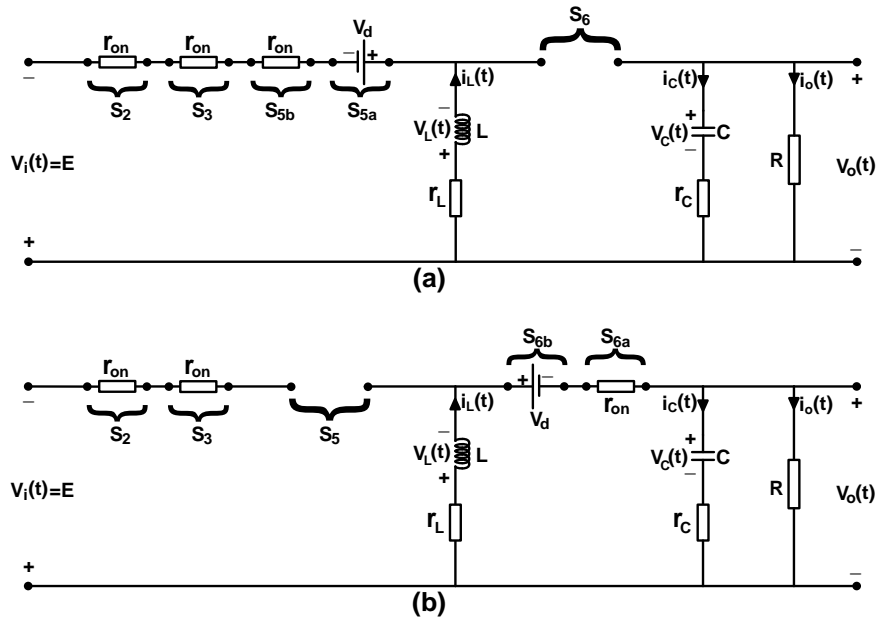 r_on r_on r_on V_d S_6
− − + i_L(t) i_C(t) i_o(t) +
S_2 S_3 S_5b S_5a
− V_L(t) L + V_C(t) C −
V_i(t)=E R V_o(t)
r_L r_C
+ −
(a)
S_6b S_6a
r_on r_on + − i_L(t) r_on i_C(t) i_o(t) +
− S_2 S_3 S_5 V_d
− V_L(t) L + V_C(t) C −
V_i(t)=E R V_o(t)
+ r_L r_C
+ −
(b)